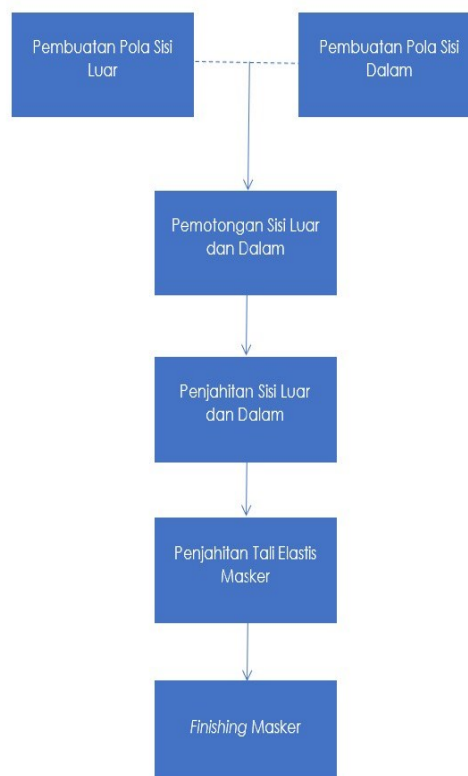 Pembuatan Pola Sisi
Luar
Pembuatan Pola Sisi
Dalam
Pemotongan Sisi Luar
dan Dalam
Penjahitan Sisi Luar
dan Dalam
Penjahitan Tali Elastis
Masker
Finishing Masker